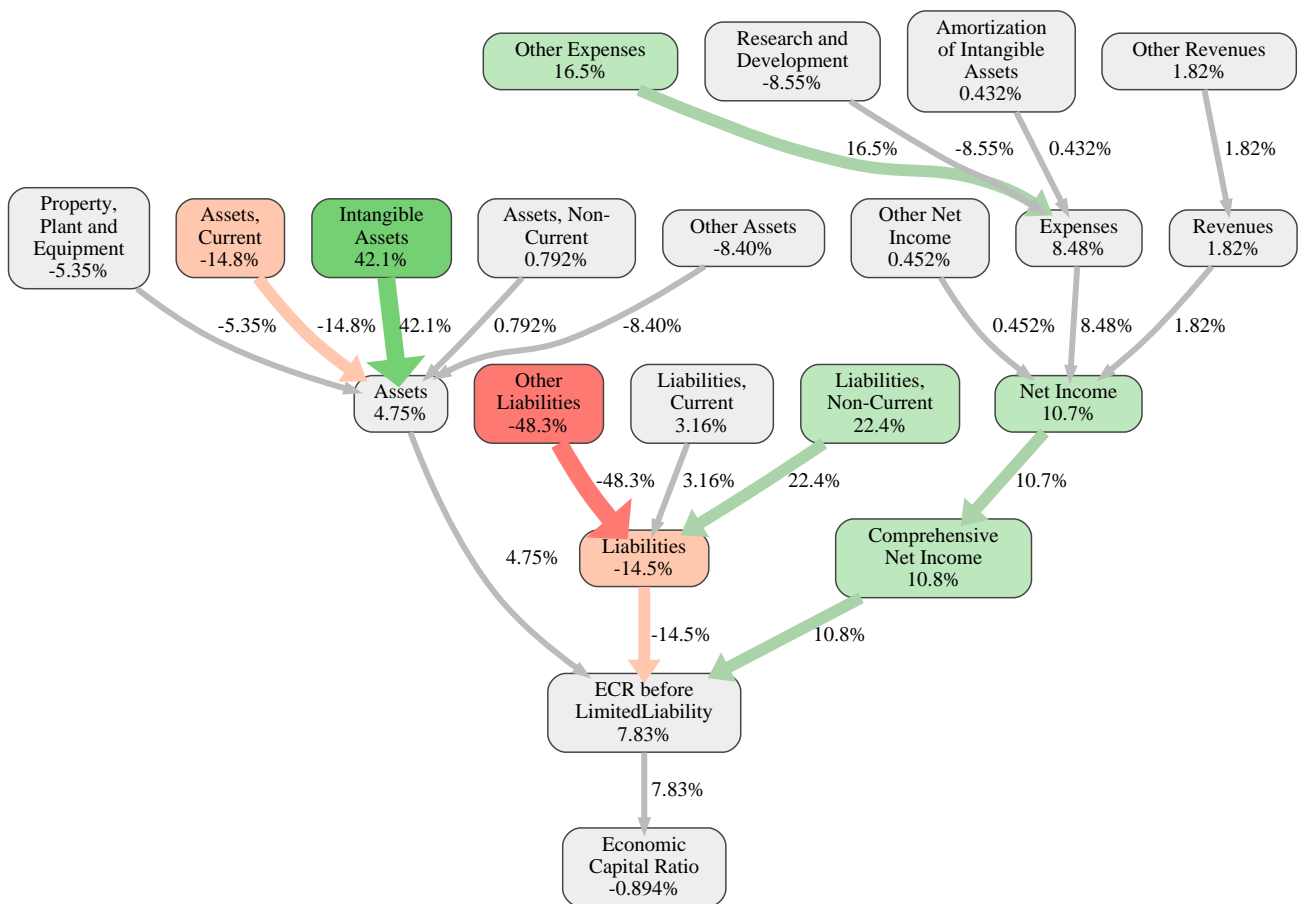 Other Expenses
16.5%
Research and
Development
-8.55%
Amortization
of Intangible
Assets
0.432%
Other Revenues
1.82%
16.5%
-8.55%
0.432%
1.82%
Property,
Plant and
Equipment
-5.35%
Assets,
Current
-14.8%
Intangible
Assets
42.1%
Assets, Non-
Current
0.792%
Other Assets
-8.40%
Other Net
Income
0.452%
Expenses
8.48%
Revenues
1.82%
-5.35%
-14.8%
42.1%
0.792%
-8.40%
0.452%
8.48%
1.82%
Assets
4.75%
Other
Liabilities
-48.3%
Liabilities,
Current
3.16%
Liabilities,
Non-Current
22.4%
Net Income
10.7%
-48.3%
3.16%
22.4%
10.7%
4.75%
Liabilities
-14.5%
Comprehensive
Net Income
10.8%
-14.5%
10.8%
ECR before
LimitedLiability
7.83%
7.83%
Economic
Capital Ratio
-0.894%